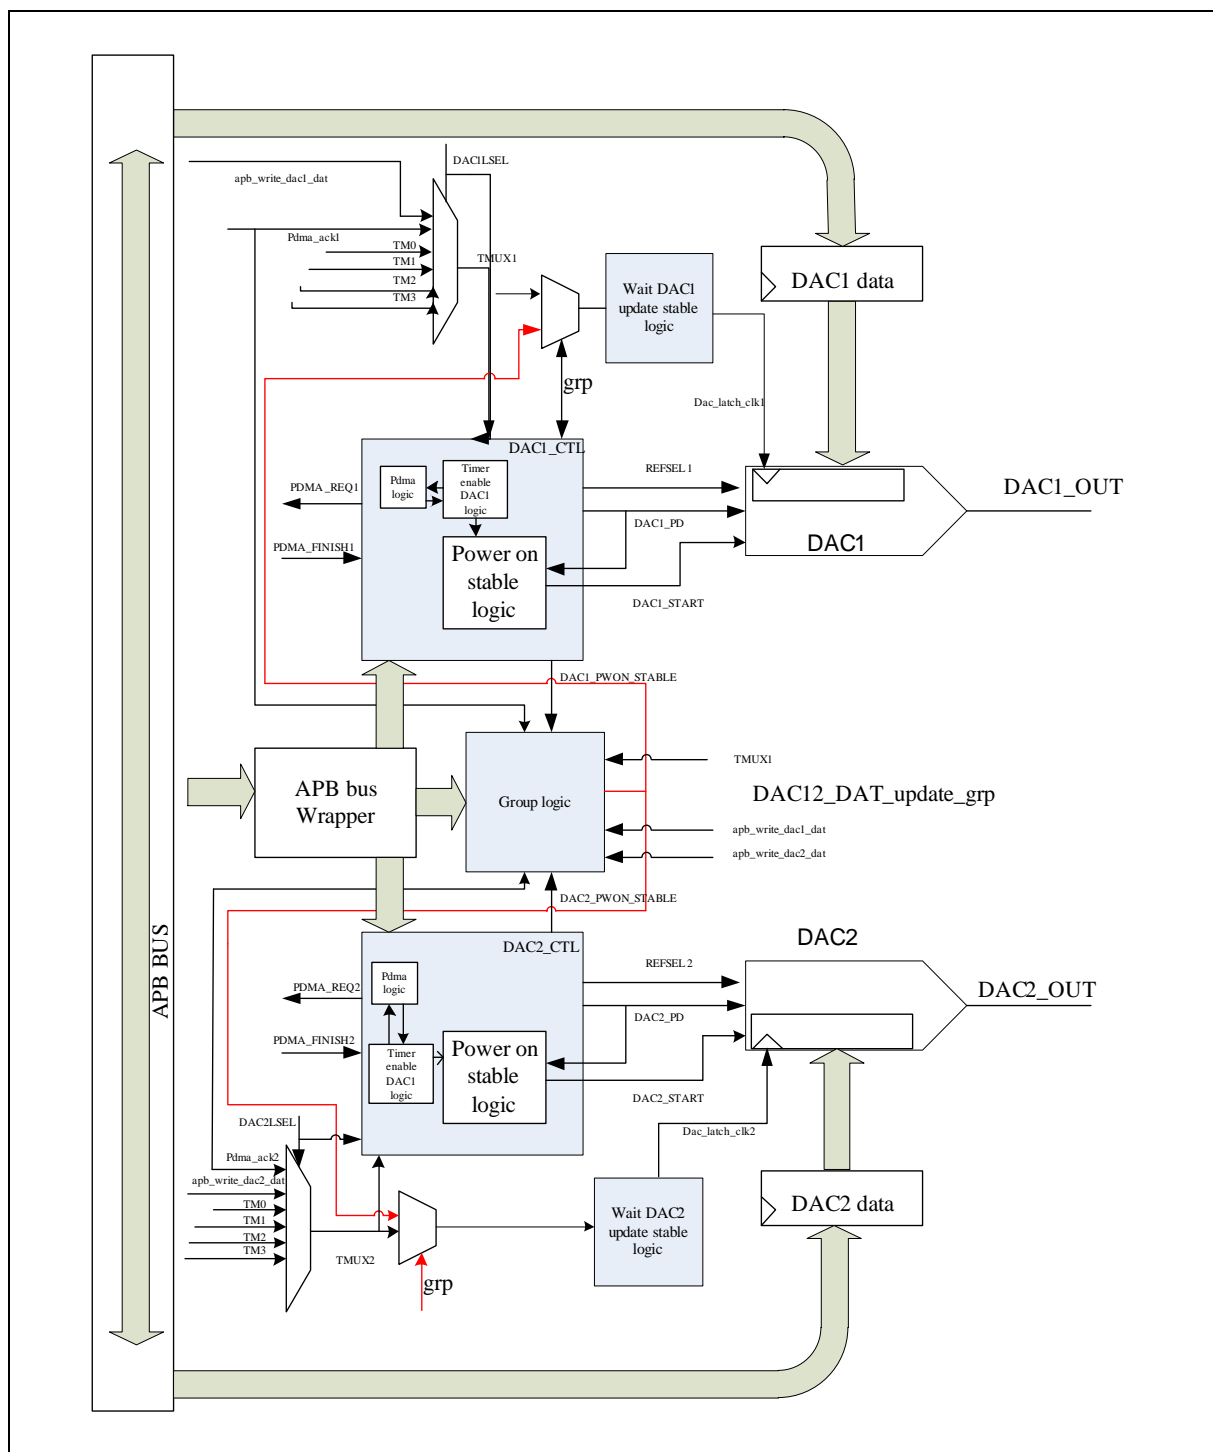 DAC1LSEL
apb_write_dac1_dat
Pdma_ack1
TM0
TM1
TM2
TM3
TMUX1
Wait DAC1
update stable
logic
DAC1 data
grp
Dac_latch_clk1
DAC1_CTL
Pdma
logic
Timer
enable
DAC1
logic
PDMA_REQ1
PDMA_FINISH1
Power on
stable
logic
REFSEL1
DAC1_PD
DAC1_START
DAC1
DAC1_OUT
DAC1_PWON_STABLE
APB bus
Wrapper
Group logic
TMUX1
DAC12_DAT_update_grp
apb_write_dac1_dat
apb_write_dac2_dat
DAC2_PWON_STABLE
APB BUS
DAC2_CTL
DAC2
Pdma
logic
PDMA_REQ2
PDMA_FINISH2
Timer
enable
DAC1
logic
Power on
stable
logic
REFSEL2
DAC2_PD
DAC2_START
DAC2_OUT
DAC2LSEL
Pdma_ack2
apb_write_dac2_dat
TM0
TM1
TM2
TM3
TMUX2
grp
Dac_latch_clk2
Wait DAC2
update stable
logic
DAC2 data